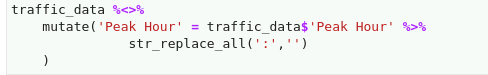 traffic_data %<>%
    mutate('Peak Hour' = traffic_data$'Peak Hour' %>%
               str_replace_all(':','')
    )